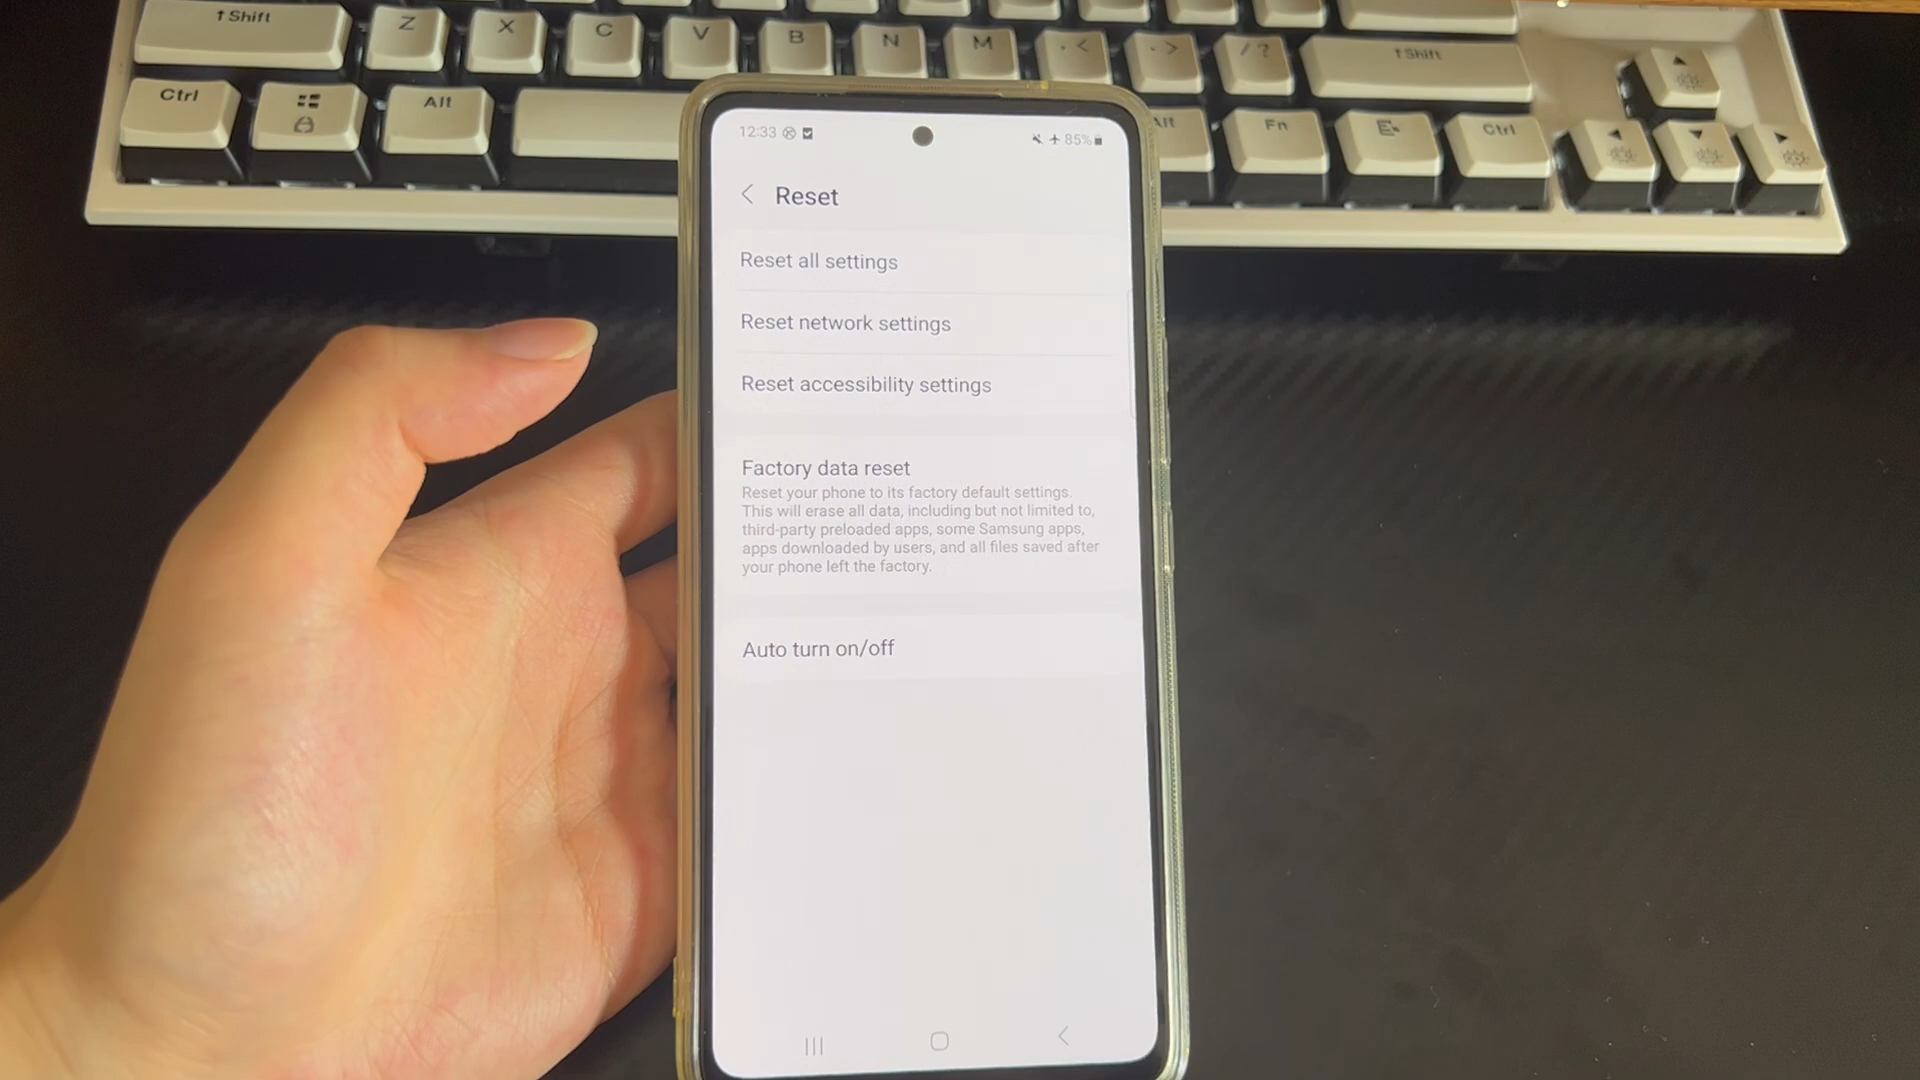 ↑Shift Z X C V B N M . < . > / ? ↑Shift
Ctrl Alt Alt Fn Ctrl
12:33 85%
Reset
Reset all settings
Reset network settings
Reset accessibility settings
Factory data reset
Reset your phone to its factory default settings.
This will erase all data, including but not limited to,
third-party preloaded apps, some Samsung apps,
apps downloaded by users, and all files saved after
your phone left the factory.
Auto turn on/off